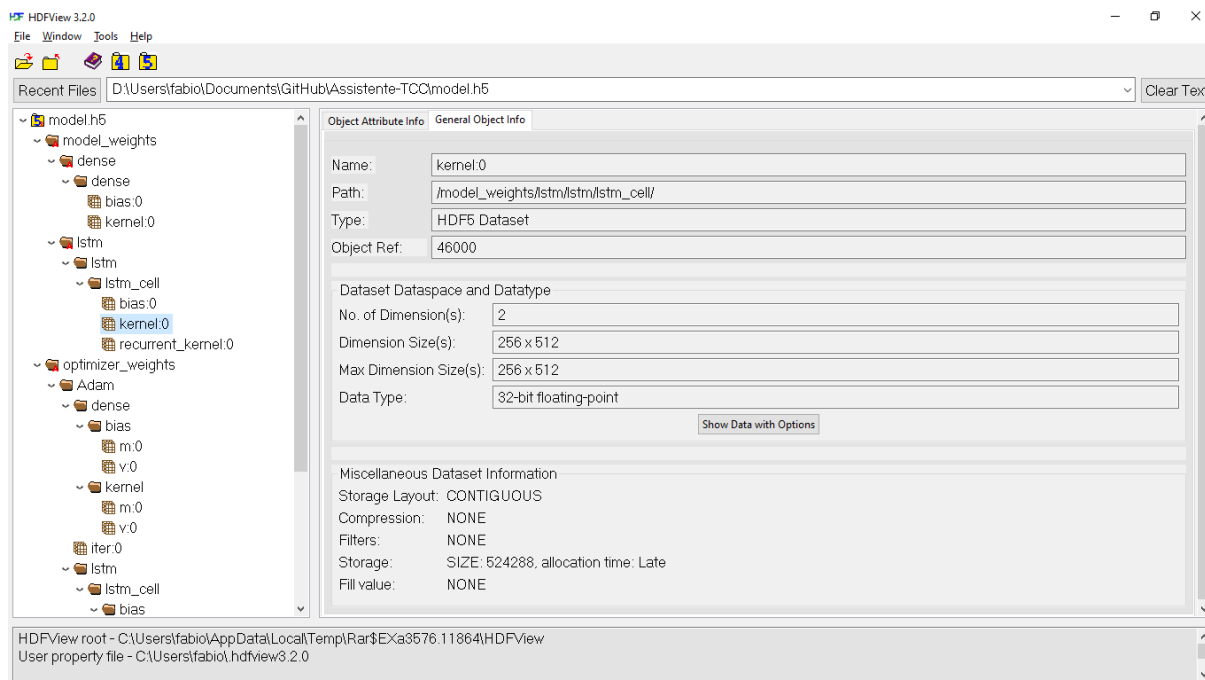 HDFView 3.2.0
File Window Tools Help
Recent Files D:\Users\fabio\Documents\GitHub\Assistente-TCC\model.h5 Clear Tex
model.h5
model_weights
dense
dense
bias:0
kernel:0
lstm
lstm
lstm_cell
bias:0
kernel:0
recurrent_kernel:0
optimizer_weights
Adam
dense
bias
m:0
v:0
kernel
m:0
v:0
iter:0
lstm
lstm_cell
bias
Object Attribute Info General Object Info
Name: kernel:0
Path: /model_weights/lstm/lstm/lstm_cell/
Type: HDF5 Dataset
Object Ref: 46000
Dataset Dataspace and Datatype
No. of Dimension(s): 2
Dimension Size(s): 256 x 512
Max Dimension Size(s): 256 x 512
Data Type: 32-bit floating-point
Show Data with Options
Miscellaneous Dataset Information
Storage Layout: CONTIGUOUS
Compression: NONE
Filters: NONE
Storage: SIZE: 524288, allocation time: Late
Fill value: NONE
HDFView root - C:\Users\fabio\AppData\Local\Temp\Rar$EXa3576.11864\HDFView
User property file - C:\Users\fabio\.hdfview3.2.0